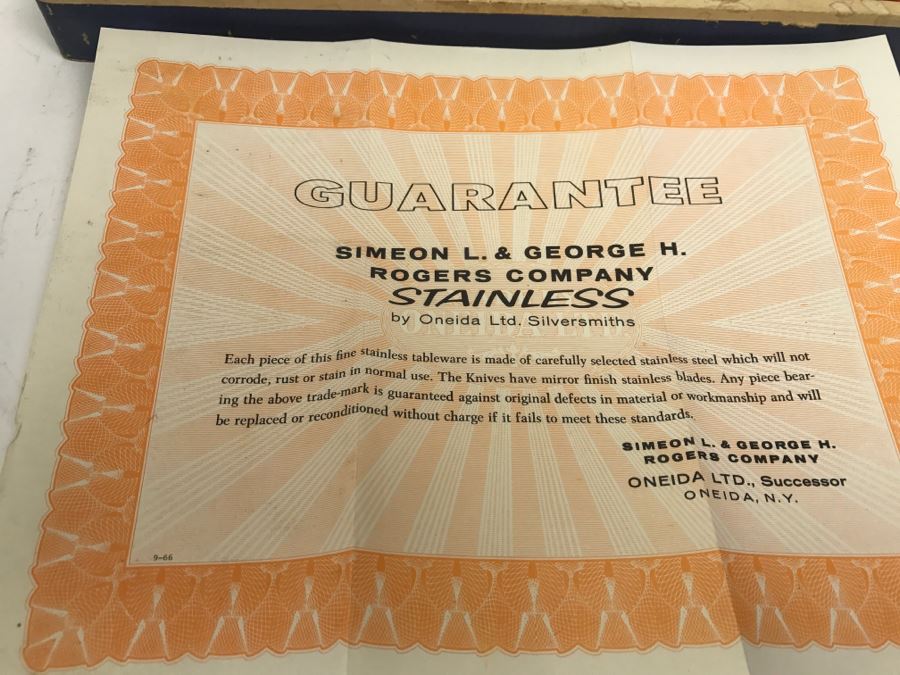 GUARANTEE
SIMEON L. & GEORGE H.
ROGERS COMPANY
STAINLESS
by Oneida Ltd. Silversmiths
Each piece of this fine stainless tableware is made of carefully selected stainless steel which will not
corrode, rust or stain in normal use. The Knives have mirror finish stainless blades. Any piece bear-
ing the above trade-mark is guaranteed against original defects in material or workmanship and will
be replaced or reconditioned without charge if it fails to meet these standards.
SIMEON L. & GEORGE H.
ROGERS COMPANY
ONEIDA LTD., Successor
ONEIDA, N.Y.
9-66